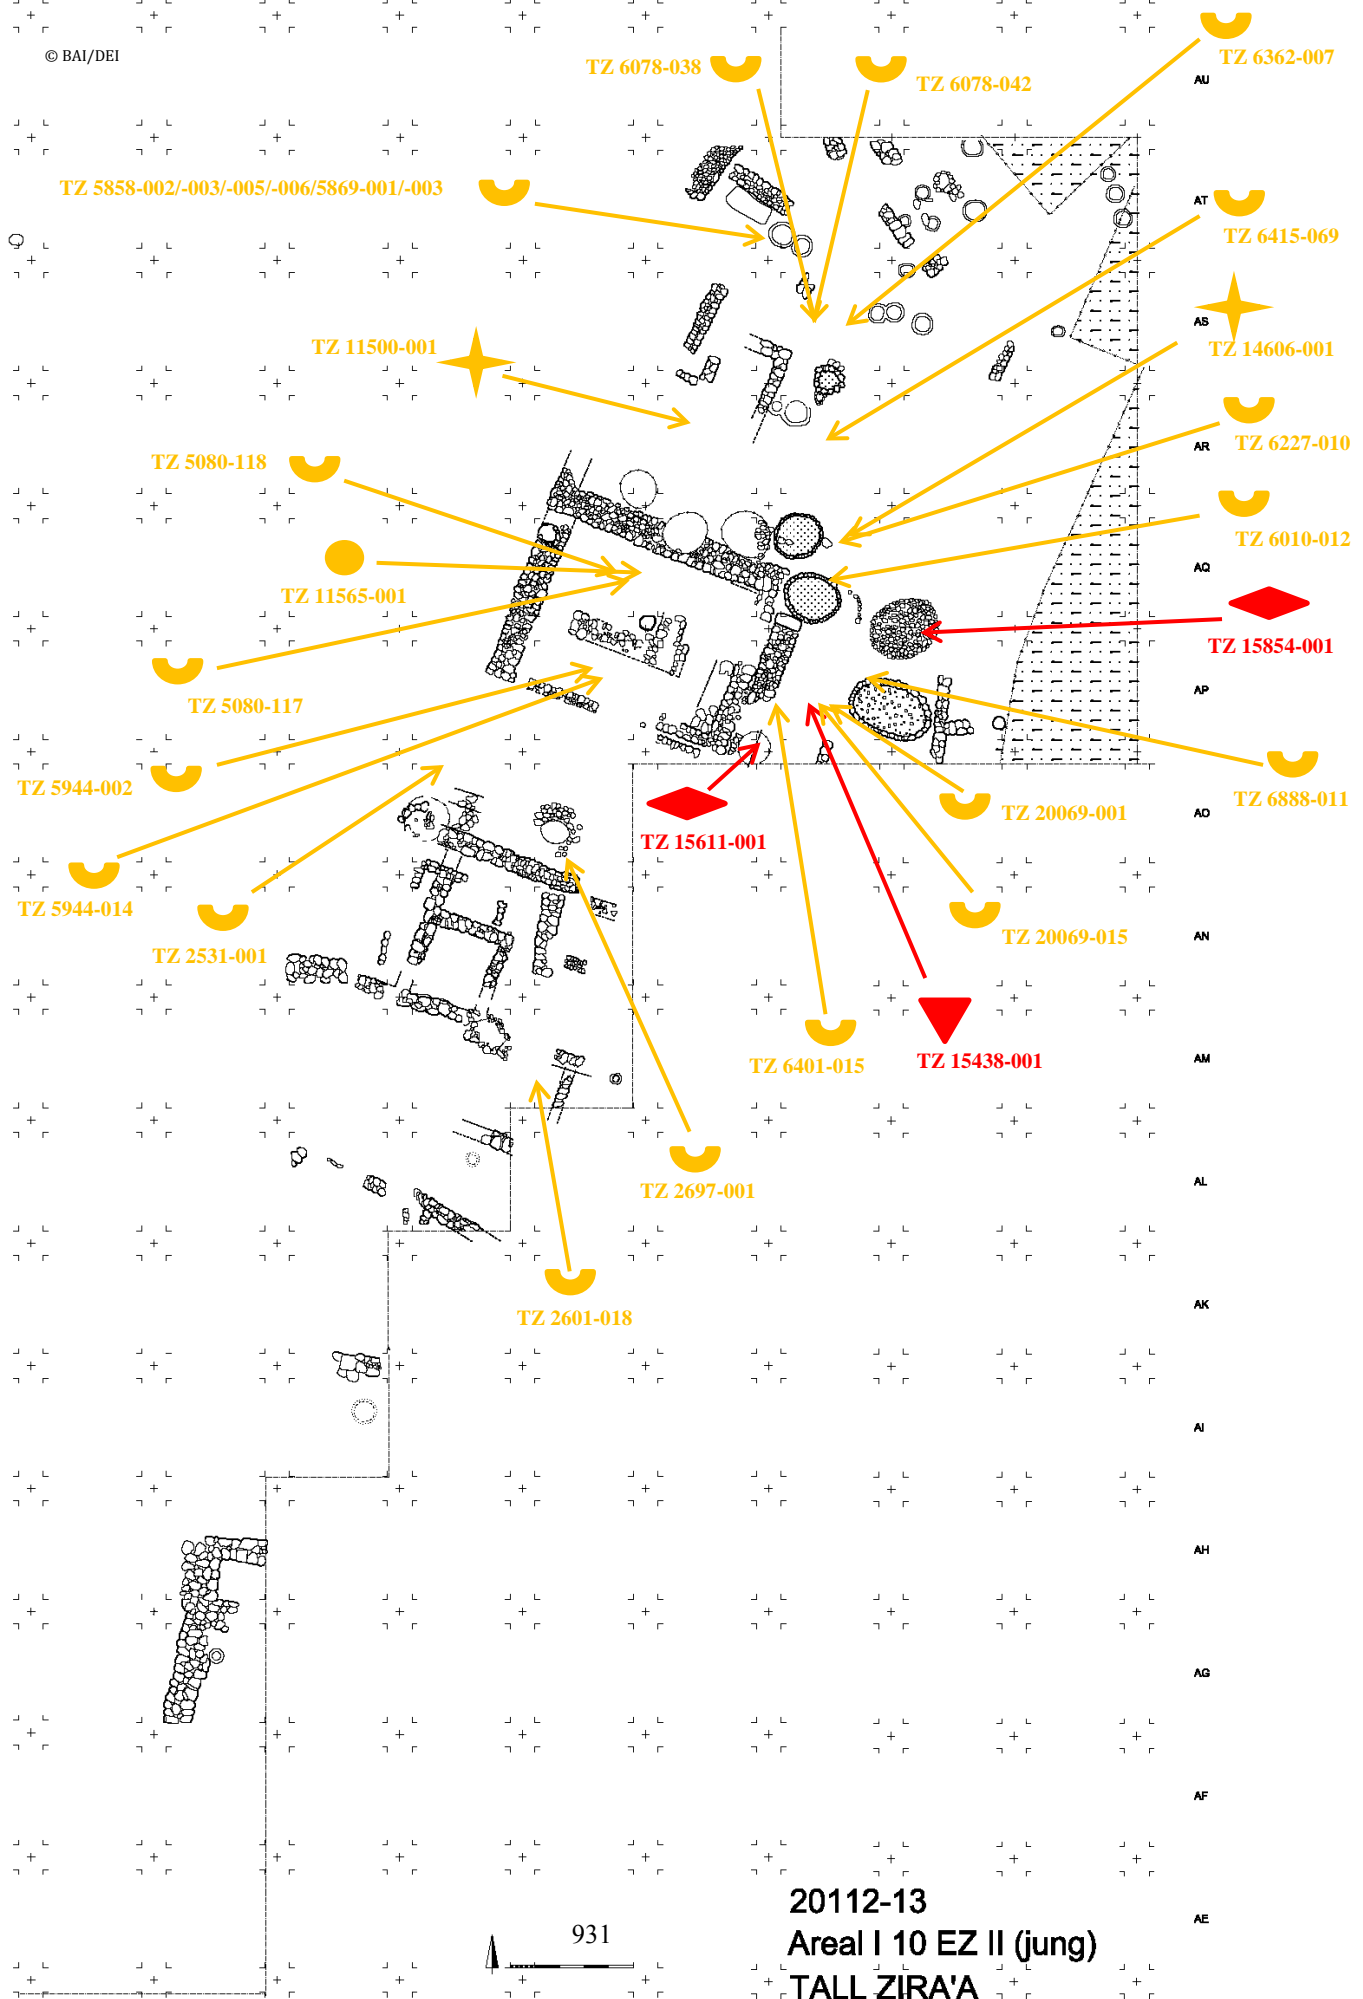 © BAI/DEI
TZ 6078-038
TZ 6078-042
TZ 6362-007
AU
TZ 5858-002/-003/-005/-006/5869-001/-003
AT
TZ 6415-069
AS
TZ 11500-001
TZ 14606-001
TZ 6227-010
AR
TZ 5080-118
TZ 6010-012
AQ
TZ 11565-001
TZ 15854-001
AP
TZ 5080-117
TZ 5944-002
TZ 6888-011
TZ 20069-001
AO
TZ 15611-001
TZ 5944-014
TZ 20069-015
AN
TZ 2531-001
TZ 6401-015
TZ 15438-001
AM
AL
TZ 2697-001
AK
TZ 2601-018
AI
AH
AG
AF
AE
931
20112-13
Areal I 10 EZ II (jung)
TALL ZIRA'A